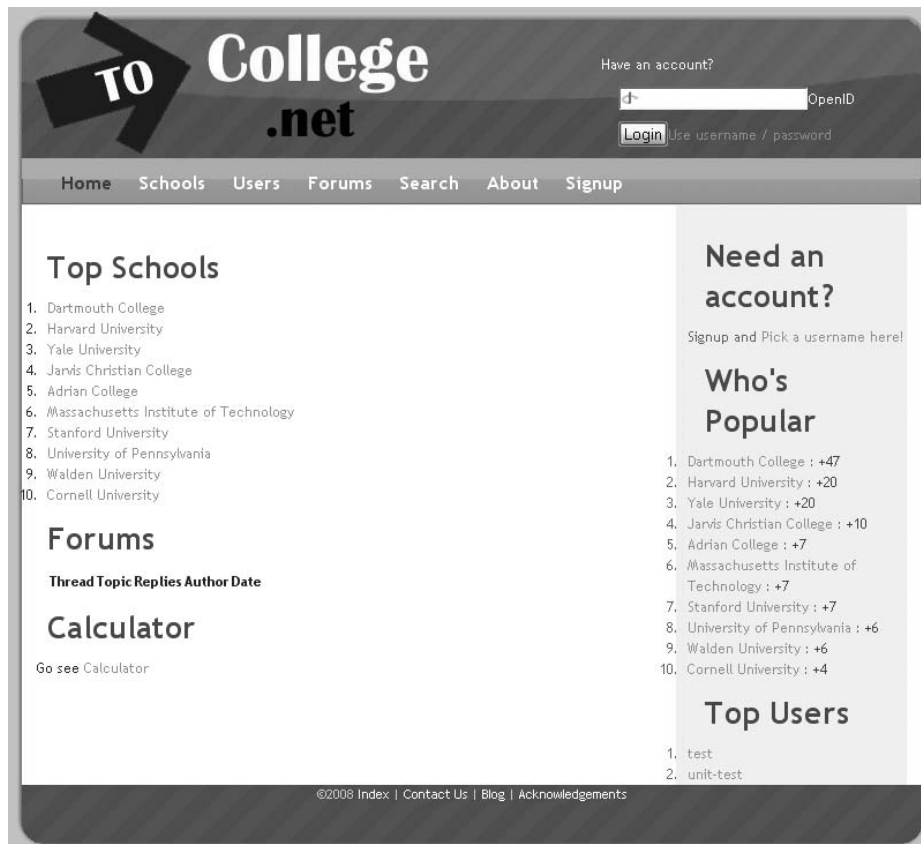 TO College
.net
Have an account?
OpenID
Login Use username / password
Home Schools Users Forums Search About Signup
Top Schools
1. Dartmouth College
2. Harvard University
3. Yale University
4. Jarvis Christian College
5. Adrian College
6. Massachusetts Institute of Technology
7. Stanford University
8. University of Pennsylvania
9. Walden University
10. Cornell University
Forums
Thread Topic Replies Author Date
Calculator
Go see Calculator
Need an
account?
Signup and Pick a username here!
Who's
Popular
1. Dartmouth College : +47
2. Harvard University : +20
3. Yale University : +20
4. Jarvis Christian College : +10
5. Adrian College : +7
6. Massachusetts Institute of
Technology : +7
7. Stanford University : +7
8. University of Pennsylvania : +6
9. Walden University : +6
10. Cornell University : +4
Top Users
1. test
2. unit-test
©2008 Index | Contact Us | Blog | Acknowledgements